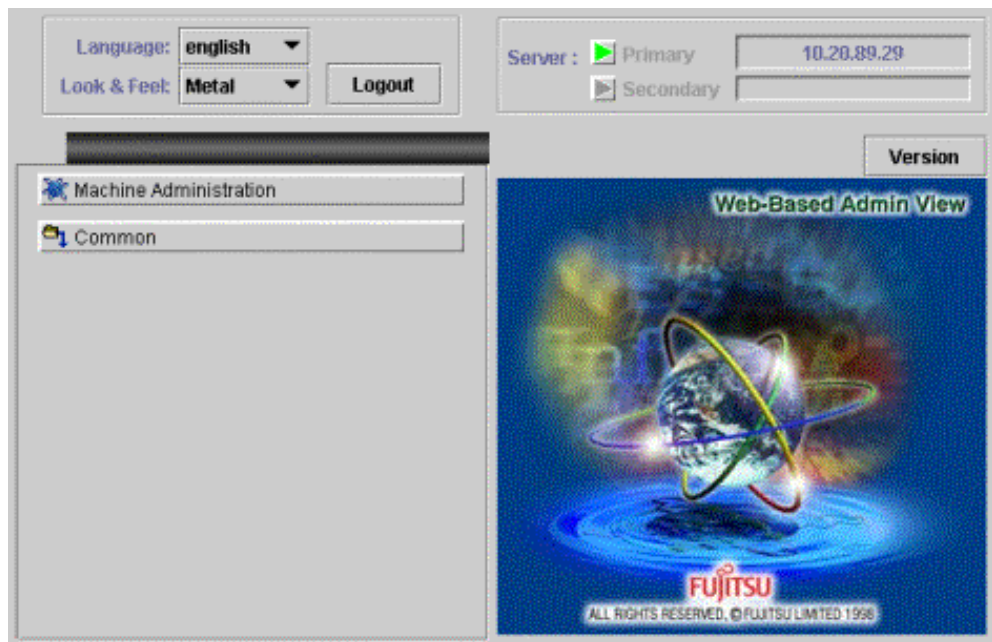 Language: english
Look & Feel: Metal
Logout
Server : Primary 10.20.89.29
Secondary
Version
Machine Administration
Common
Web-Based Admin View
FUJITSU
ALL RIGHTS RESERVED, © FUJITSU LIMITED 1998